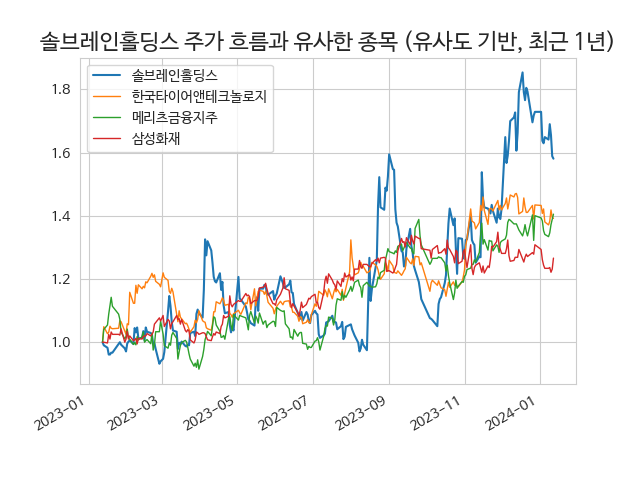 솔브레인홀딩스 주가 흐름과 유사한 종목 (유사도 기반, 최근 1년)
솔브레인홀딩스
한국타이어앤테크놀로지
메리츠금융지주
삼성화재
1.8
1.6
1.4
1.2
1.0
2023-01
2023-03
2023-05
2023-07
2023-09
2023-11
2024-01